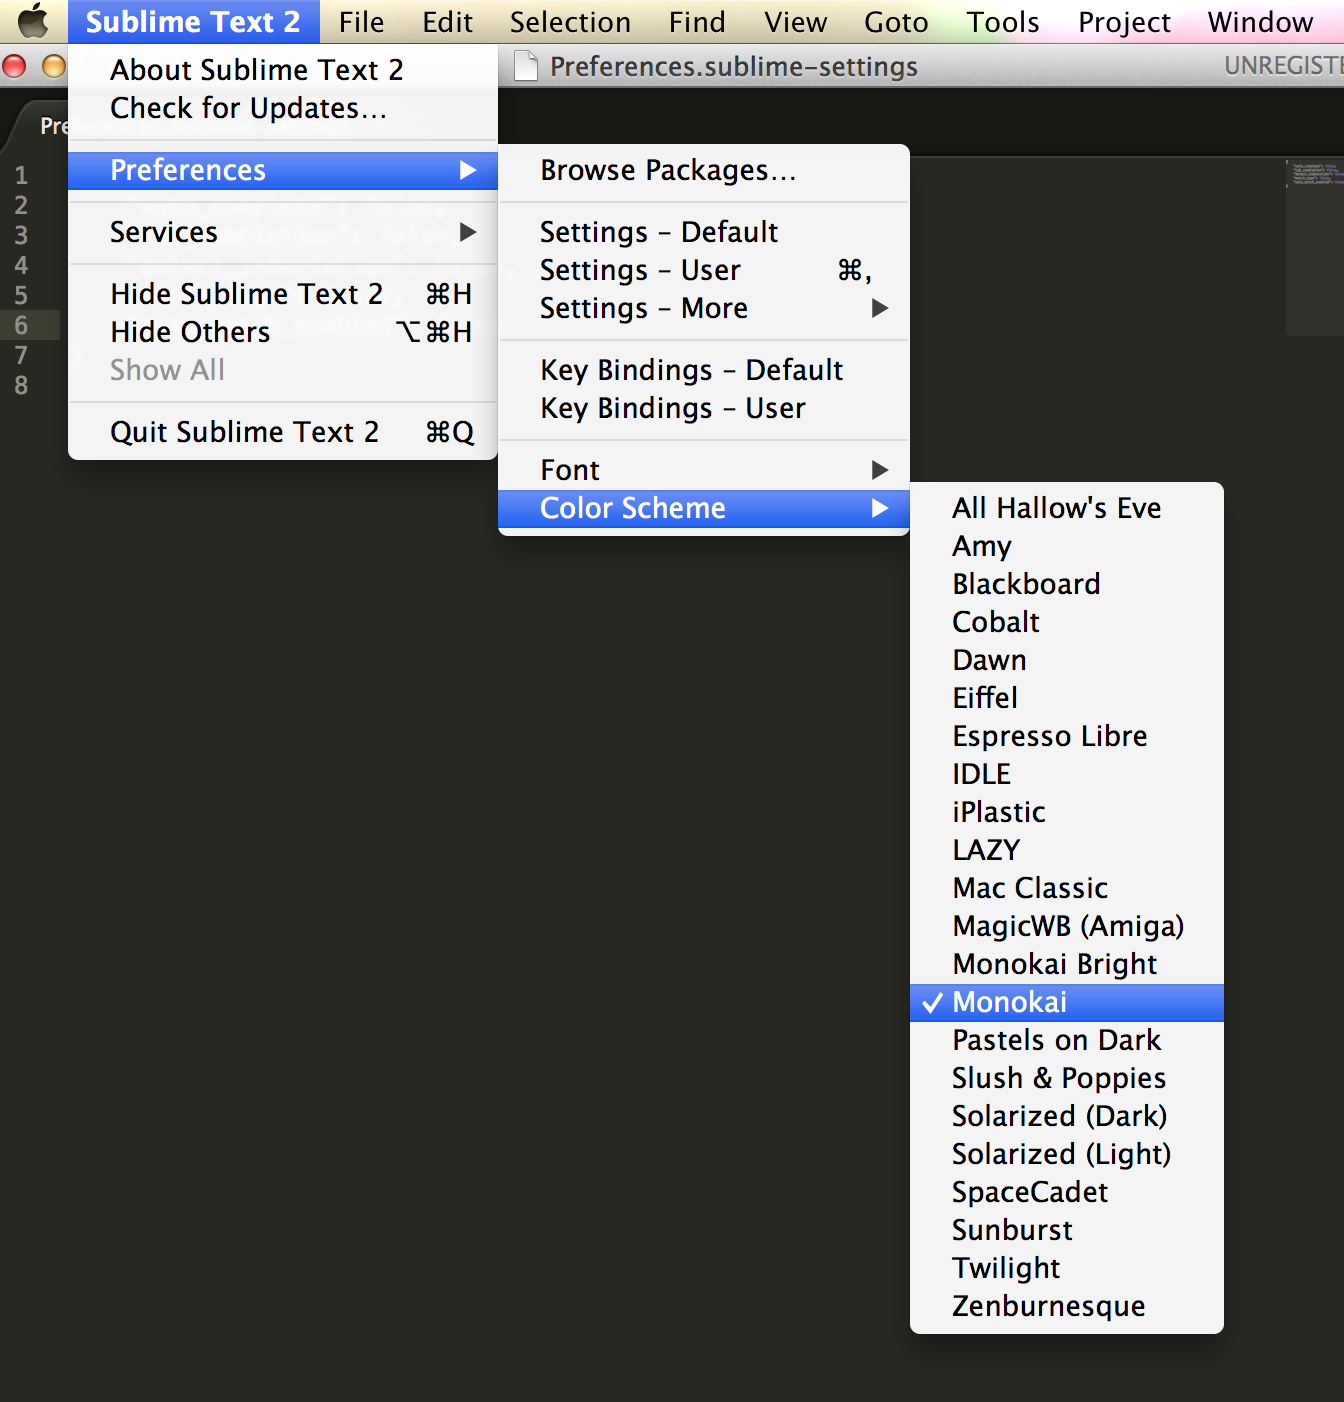 Sublime Text 2 File Edit Selection Find View Goto Tools Project Window
Preferences.sublime-settings UNREGISTE
About Sublime Text 2
Check for Updates...
Pre
Preferences
Services
Hide Sublime Text 2 ⌘H
Hide Others ⌥⌘H
Show All
Quit Sublime Text 2 ⌘Q
1
2
3
4
5
6
7
8
Browse Packages...
Settings – Default
Settings – User ⌘,
Settings – More
Key Bindings – Default
Key Bindings – User
Font
Color Scheme
All Hallow's Eve
Amy
Blackboard
Cobalt
Dawn
Eiffel
Espresso Libre
IDLE
iPlastic
LAZY
Mac Classic
MagicWB (Amiga)
Monokai Bright
✓ Monokai
Pastels on Dark
Slush & Poppies
Solarized (Dark)
Solarized (Light)
SpaceCadet
Sunburst
Twilight
Zenburnesque